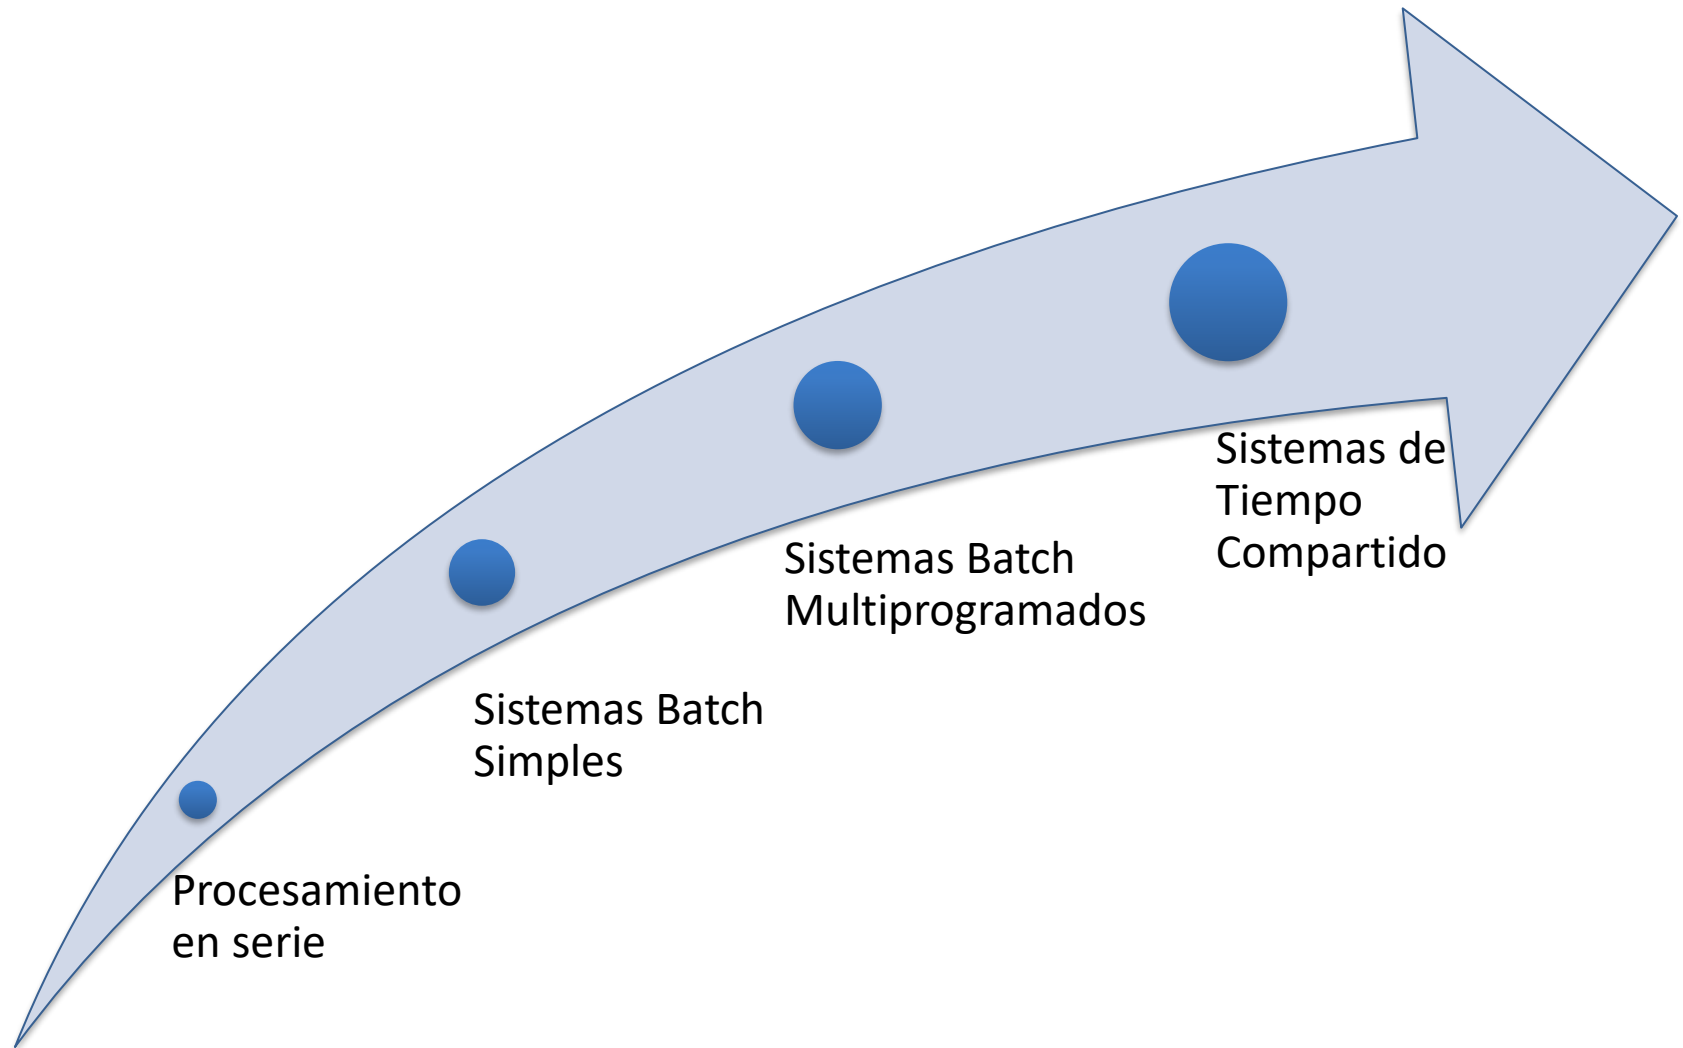 Procesamiento
en serie
Sistemas Batch
Simples
Sistemas Batch
Multiprogramados
Sistemas de
Tiempo
Compartido